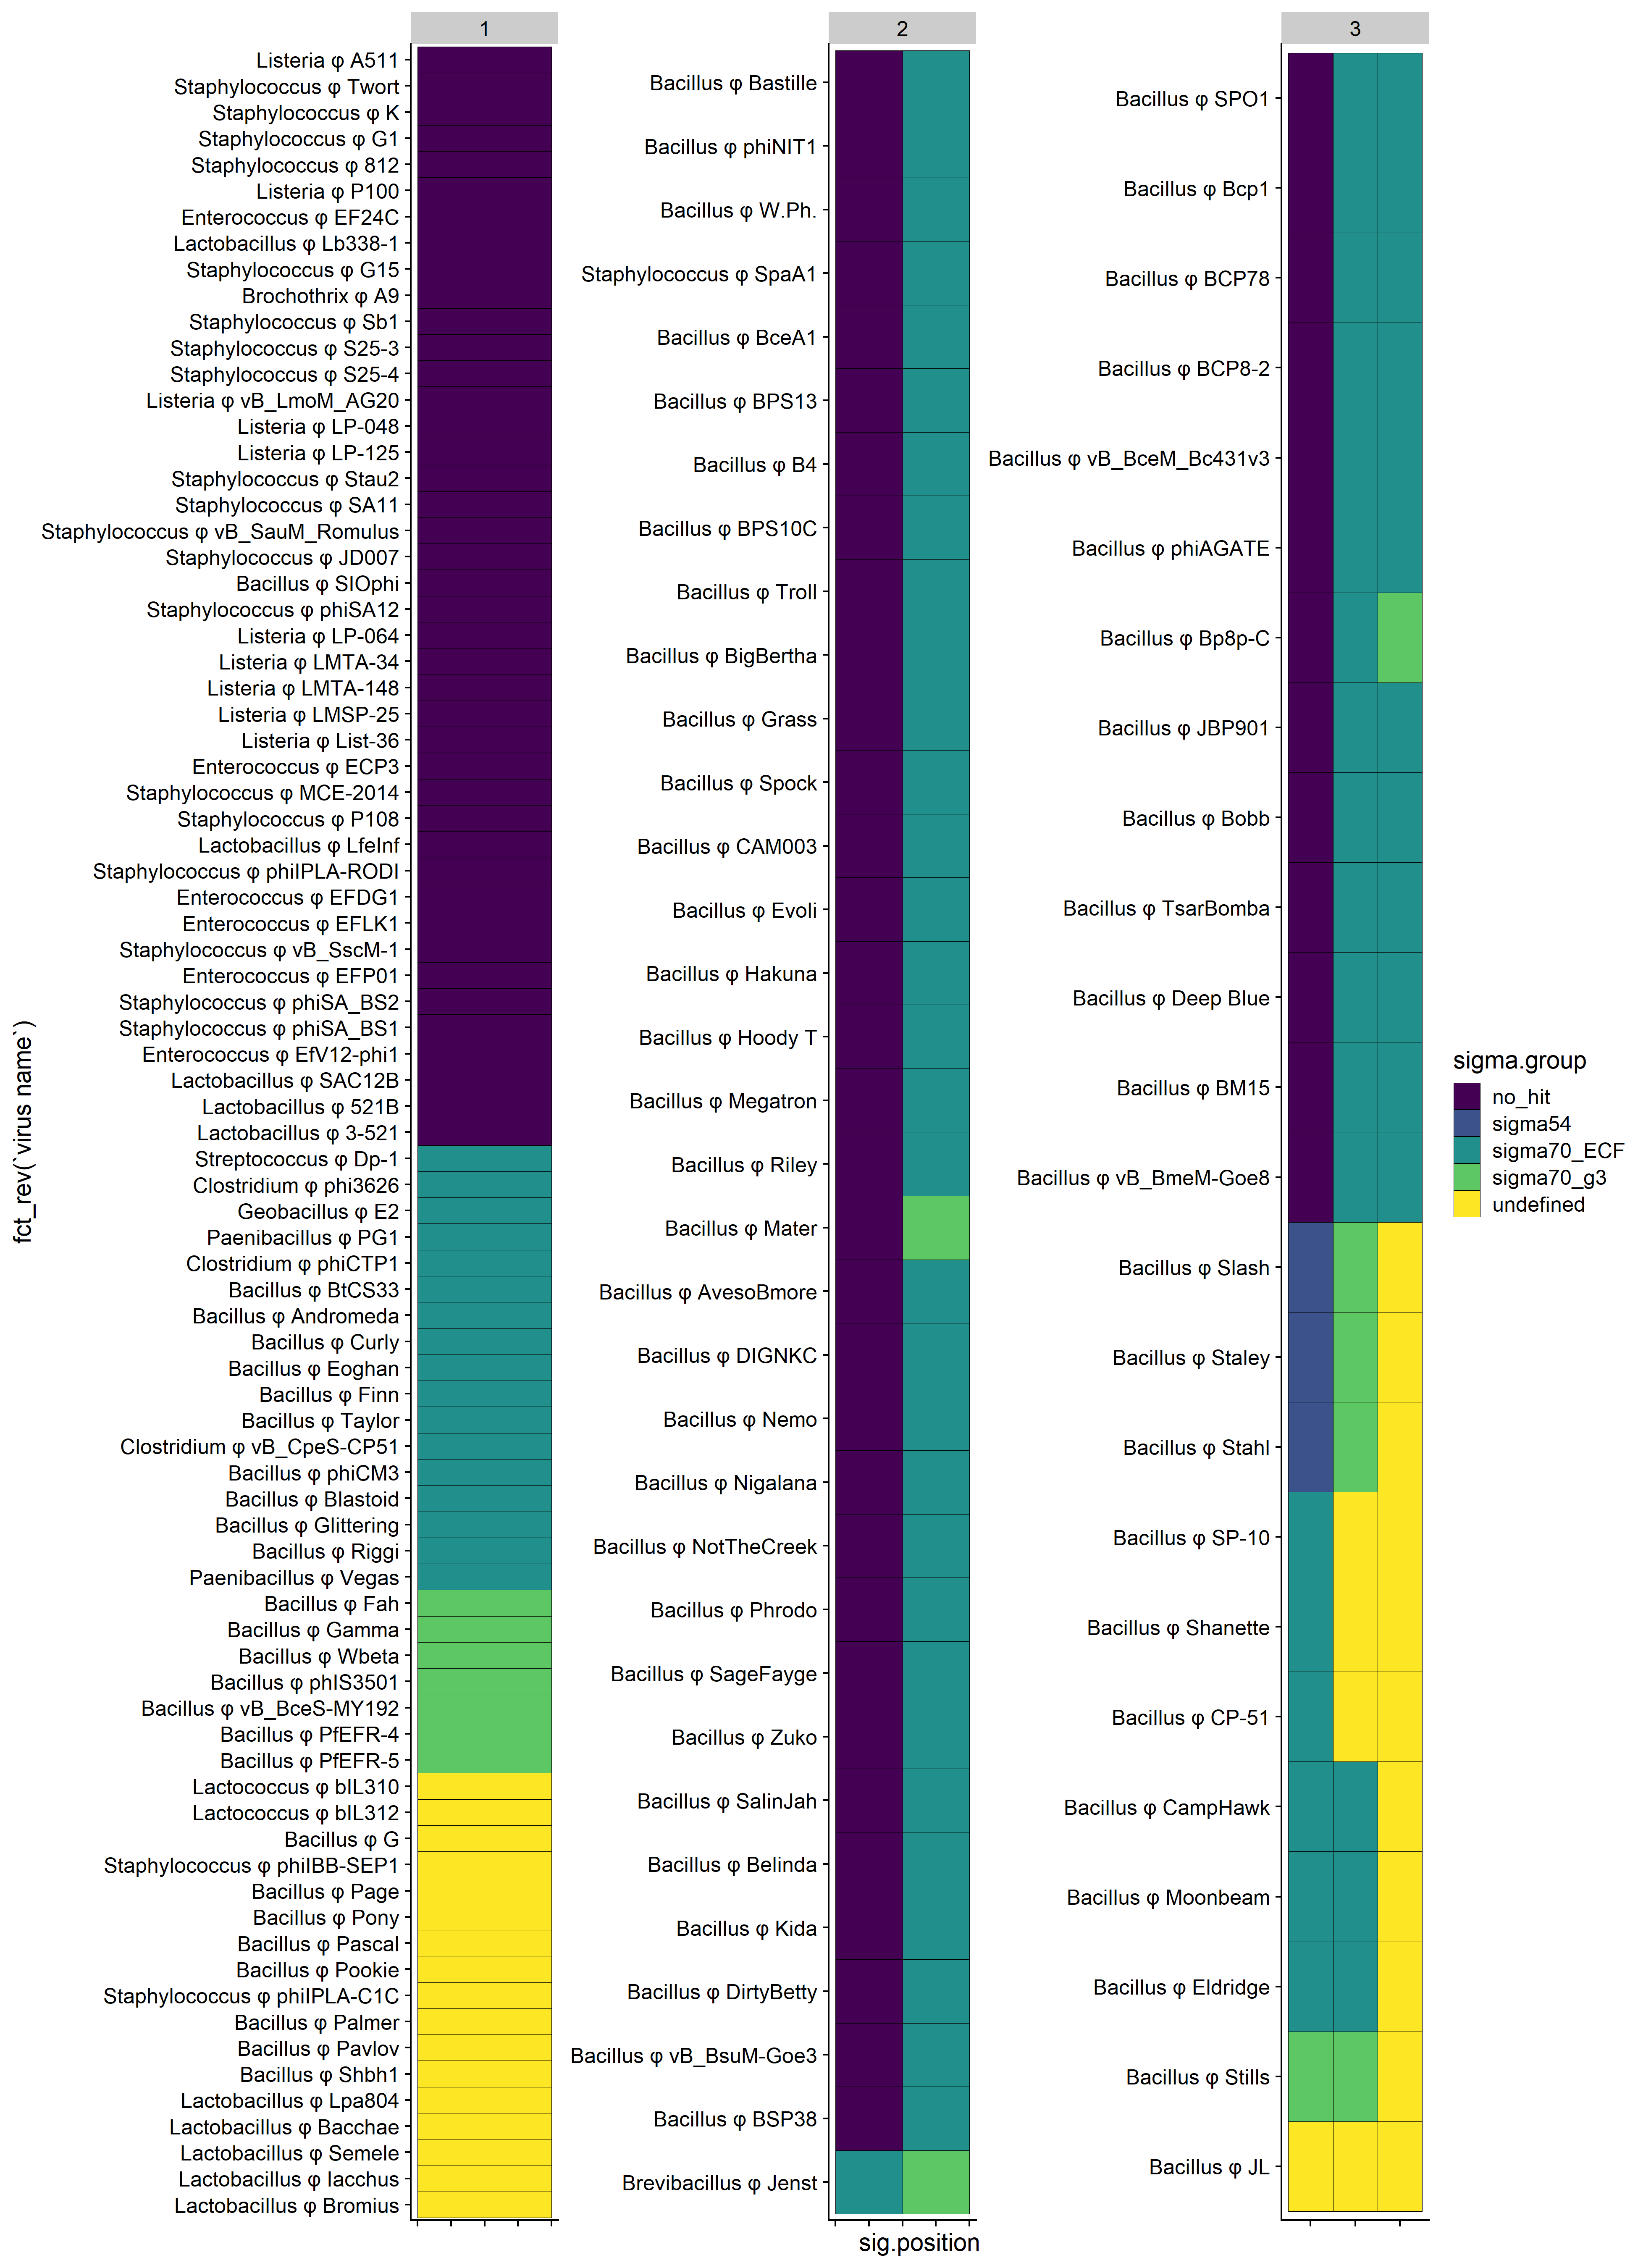 1
Listeria φ A511
Staphylococcus φ Twort
Staphylococcus φ K
Staphylococcus φ G1
Staphylococcus φ 812
Listeria φ P100
Enterococcus φ EF24C
Lactobacillus φ Lb338-1
Staphylococcus φ G15
Brochothrix φ A9
Staphylococcus φ Sb1
Staphylococcus φ S25-3
Staphylococcus φ S25-4
Listeria φ vB_LmoM_AG20
Listeria φ LP-048
Listeria φ LP-125
Staphylococcus φ Stau2
Staphylococcus φ SA11
Staphylococcus φ vB_SauM_Romulus
Staphylococcus φ JD007
Bacillus φ SIOphi
Staphylococcus φ phiSA12
Listeria φ LP-064
Listeria φ LMTA-34
Listeria φ LMTA-148
Listeria φ LMSP-25
Listeria φ List-36
Enterococcus φ ECP3
Staphylococcus φ MCE-2014
Staphylococcus φ P108
Lactobacillus φ LfeInf
Staphylococcus φ phiIPLA-RODI
Enterococcus φ EFDG1
Enterococcus φ EFLK1
Staphylococcus φ vB_SscM-1
Enterococcus φ EFP01
Staphylococcus φ phiSA_BS2
Staphylococcus φ phiSA_BS1
Enterococcus φ EfV12-phi1
Lactobacillus φ SAC12B
Lactobacillus φ 521B
Lactobacillus φ 3-521
Streptococcus φ Dp-1
Clostridium φ phi3626
Geobacillus φ E2
Paenibacillus φ PG1
Clostridium φ phiCTP1
Bacillus φ BtCS33
Bacillus φ Andromeda
Bacillus φ Curly
Bacillus φ Eoghan
Bacillus φ Finn
Bacillus φ Taylor
Clostridium φ vB_CpeS-CP51
Bacillus φ phiCM3
Bacillus φ Blastoid
Bacillus φ Glittering
Bacillus φ Riggi
Paenibacillus φ Vegas
Bacillus φ Fah
Bacillus φ Gamma
Bacillus φ Wbeta
Bacillus φ phIS3501
Bacillus φ vB_BceS-MY192
Bacillus φ PfEFR-4
Bacillus φ PfEFR-5
Lactococcus φ bIL310
Lactococcus φ bIL312
Bacillus φ G
Staphylococcus φ phiIBB-SEP1
Bacillus φ Page
Bacillus φ Pony
Bacillus φ Pascal
Bacillus φ Pookie
Staphylococcus φ phiIPLA-C1C
Bacillus φ Palmer
Bacillus φ Pavlov
Bacillus φ Shbh1
Lactobacillus φ Lpa804
Lactobacillus φ Bacchae
Lactobacillus φ Semele
Lactobacillus φ Iacchus
Lactobacillus φ Bromius
2
Bacillus φ Bastille
Bacillus φ phiNIT1
Bacillus φ W.Ph.
Staphylococcus φ SpaA1
Bacillus φ BceA1
Bacillus φ BPS13
Bacillus φ B4
Bacillus φ BPS10C
Bacillus φ Troll
Bacillus φ BigBertha
Bacillus φ Grass
Bacillus φ Spock
Bacillus φ CAM003
Bacillus φ Evoli
Bacillus φ Hakuna
Bacillus φ Hoody T
Bacillus φ Megatron
Bacillus φ Riley
Bacillus φ Mater
Bacillus φ AvesoBmore
Bacillus φ DIGNKC
Bacillus φ Nemo
Bacillus φ Nigalana
Bacillus φ NotTheCreek
Bacillus φ Phrodo
Bacillus φ SageFayge
Bacillus φ Zuko
Bacillus φ SalinJah
Bacillus φ Belinda
Bacillus φ Kida
Bacillus φ DirtyBetty
Bacillus φ vB_BsuM-Goe3
Bacillus φ BSP38
Brevibacillus φ Jenst
3
Bacillus φ SPO1
Bacillus φ Bcp1
Bacillus φ BCP78
Bacillus φ BCP8-2
Bacillus φ vB_BceM_Bc431v3
Bacillus φ phiAGATE
Bacillus φ Bp8p-C
Bacillus φ JBP901
Bacillus φ Bobb
Bacillus φ TsarBomba
Bacillus φ Deep Blue
Bacillus φ BM15
Bacillus φ vB_BmeM-Goe8
Bacillus φ Slash
Bacillus φ Staley
Bacillus φ Stahl
Bacillus φ SP-10
Bacillus φ Shanette
Bacillus φ CP-51
Bacillus φ CampHawk
Bacillus φ Moonbeam
Bacillus φ Eldridge
Bacillus φ Stills
Bacillus φ JL
fct_rev(`virus name`)
sig.position
sigma.group
no_hit
sigma54
sigma70_ECF
sigma70_g3
undefined